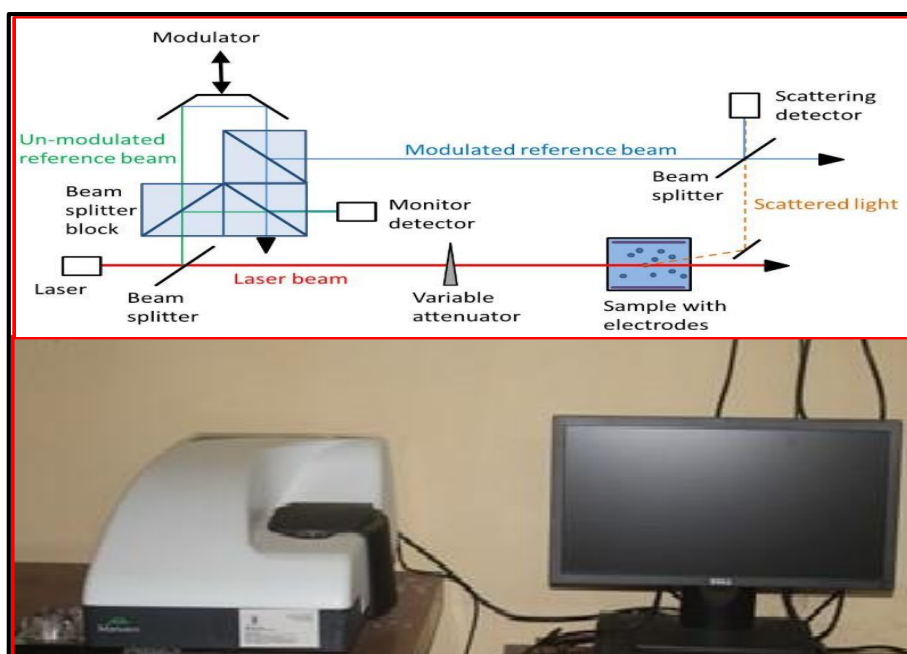 Modulator
Un-modulated
reference beam
Beam
splitter
block
Modulated reference beam
Monitor
detector
Scattering
detector
Beam
splitter
Scattered light
Laser
Beam
splitter
Laser beam
Variable
attenuator
Sample with
electrodes
Malvern
DELL